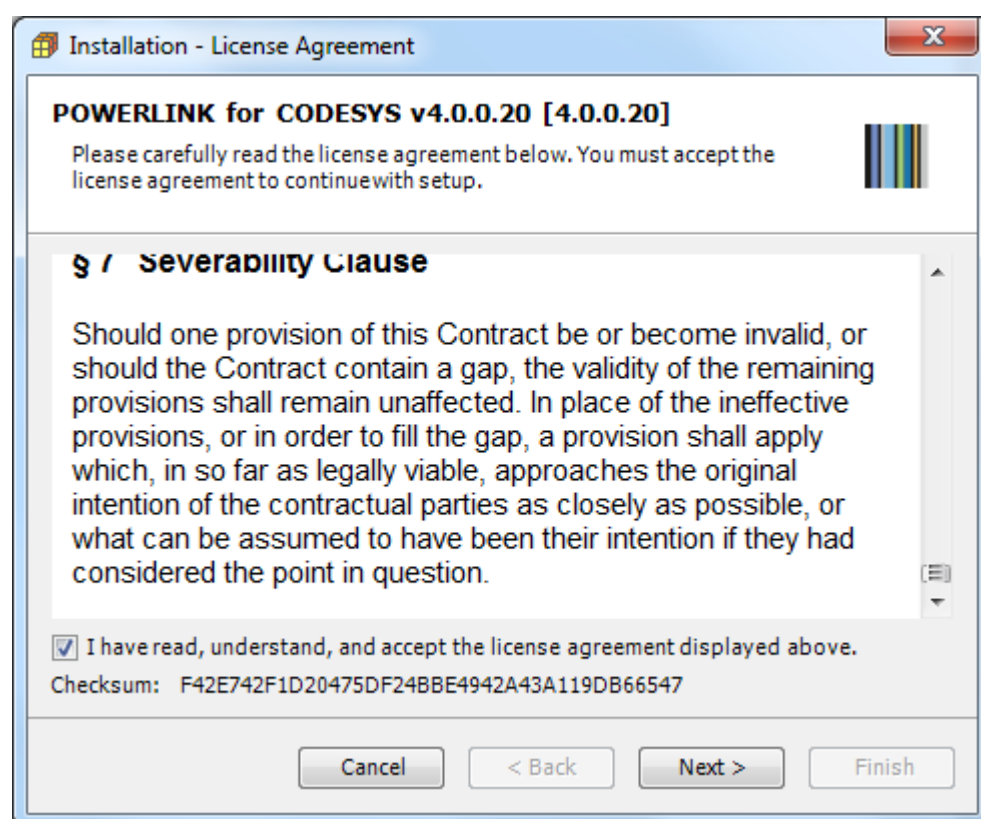 Installation - License Agreement
POWERLINK for CODESYS v4.0.0.20 [4.0.0.20]
Please carefully read the license agreement below. You must accept the
license agreement to continue with setup.
§ 7 Severability Clause
Should one provision of this Contract be or become invalid, or
should the Contract contain a gap, the validity of the remaining
provisions shall remain unaffected. In place of the ineffective
provisions, or in order to fill the gap, a provision shall apply
which, in so far as legally viable, approaches the original
intention of the contractual parties as closely as possible, or
what can be assumed to have been their intention if they had
considered the point in question.
I have read, understand, and accept the license agreement displayed above.
Checksum: F42E742F1D20475DF24BBE4942A43A119DB66547
Cancel < Back Next > Finish